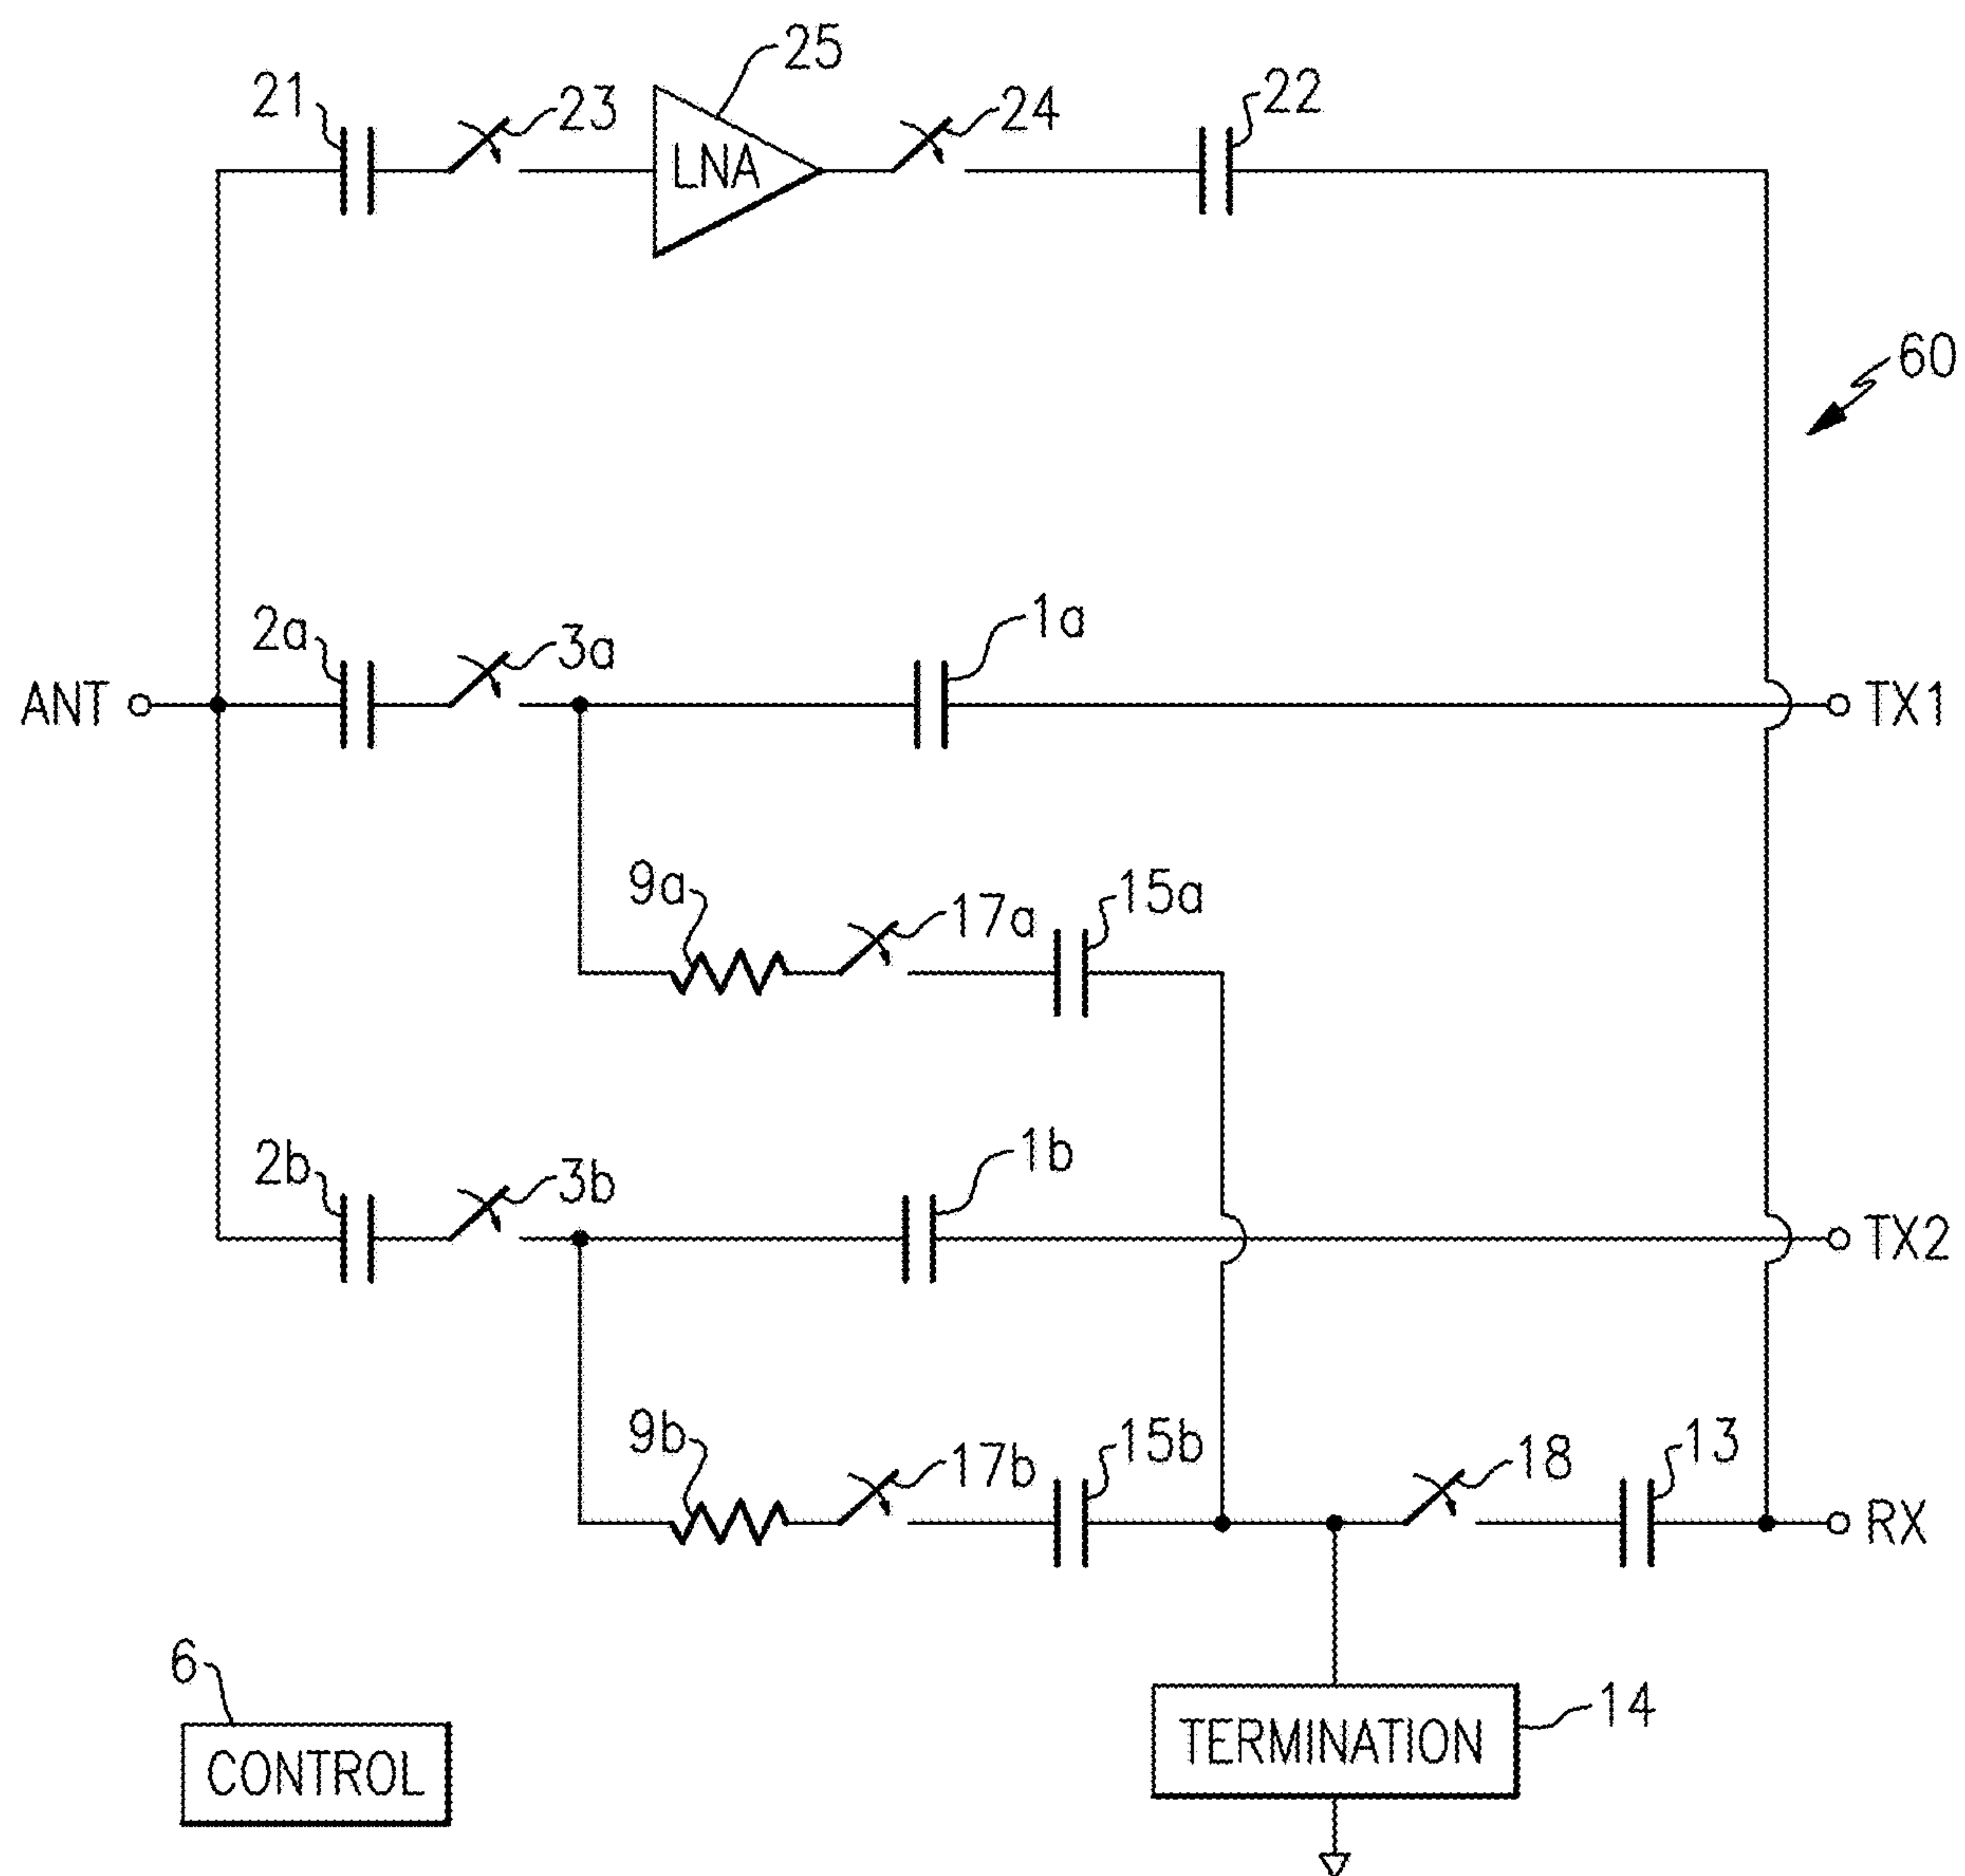 25
21
23
24
22
LNA
60
2a
3a
1a
ANT
TX1
9a
17a
15a
2b
3b
1b
TX2
9b
17b
15b
18
13
RX
6
14
CONTROL
TERMINATION